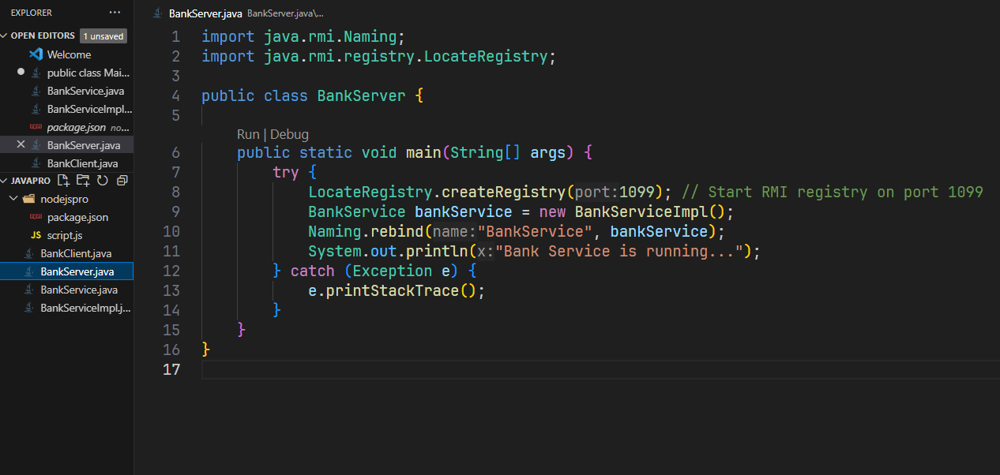 EXPLORER ...
OPEN EDITORS 1 unsaved
Welcome
public class Mai...
BankService.java
BankServiceImpl...
package.json no...
BankServer.java
BankClient.java
JAVAPRO
nodejspro
package.json
JS script.js
BankClient.java
BankServer.java
BankService.java
BankServiceImpl.j...
BankServer.java BankServer.java\...
1 import java.rmi.Naming;
2 import java.rmi.registry.LocateRegistry;
3
4 public class BankServer {
5
Run | Debug
6 public static void main(String[] args) {
7 try {
8 LocateRegistry.createRegistry(port:1099); // Start RMI registry on port 1099
9 BankService bankService = new BankServiceImpl();
10 Naming.rebind(name:"BankService", bankService);
11 System.out.println(x:"Bank Service is running...");
12 } catch (Exception e) {
13 e.printStackTrace();
14 }
15 }
16 }
17